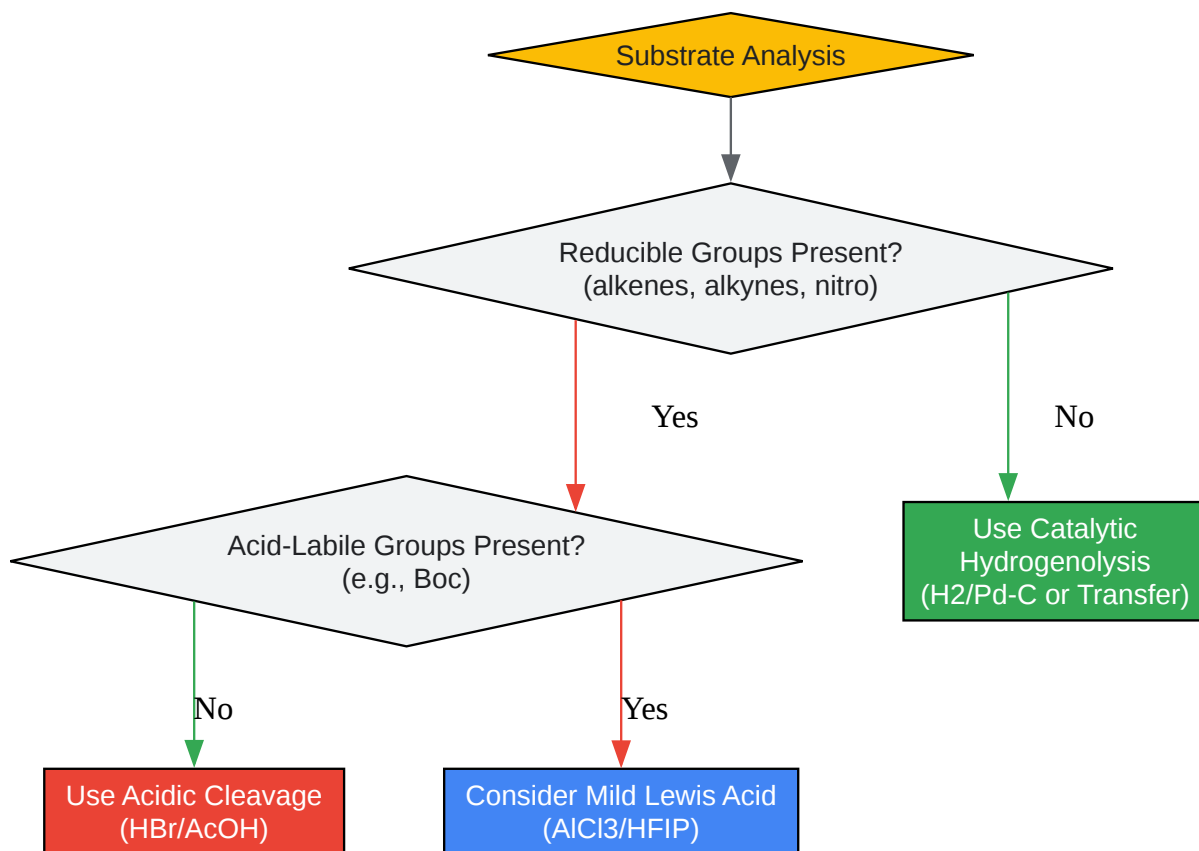 Substrate Analysis
Reducible Groups Present?
(alkenes, alkynes, nitro)
Yes
No
Acid-Labile Groups Present?
(e.g., Boc)
Use Catalytic
Hydrogenolysis
(H2/Pd-C or Transfer)
No
Yes
Use Acidic Cleavage
(HBr/AcOH)
Consider Mild Lewis Acid
(AlCl3/HFIP)